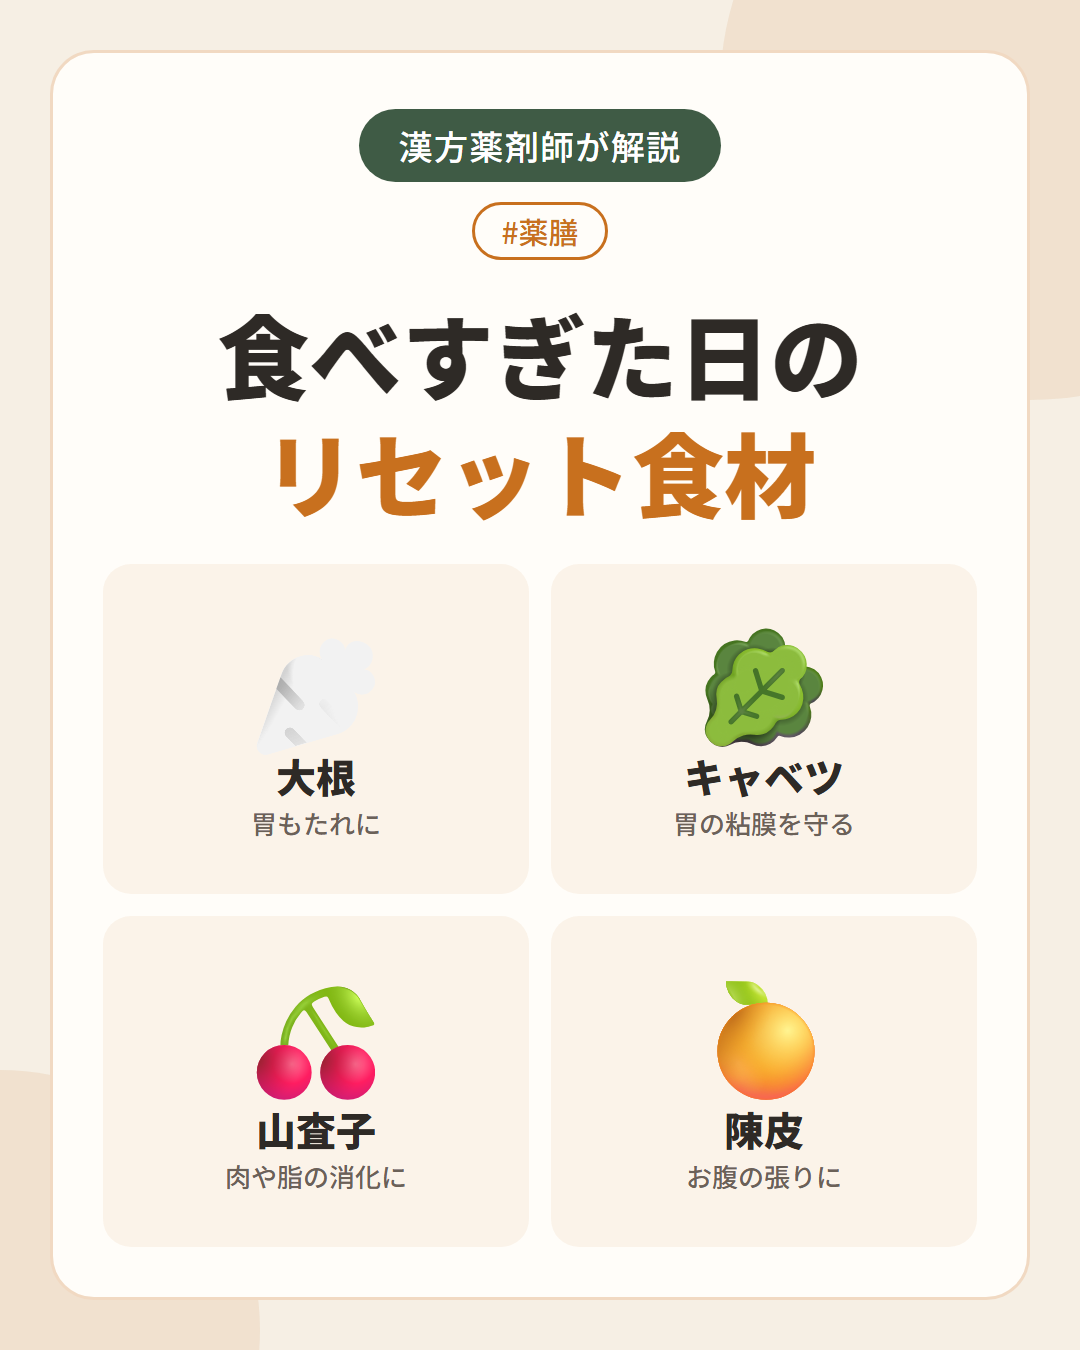 漢方薬剤師が解説
#薬膳
食べすぎた日の
リセット食材
大根
胃もたれに
キャベツ
胃の粘膜を守る
山査子
肉や脂の消化に
陳皮
お腹の張りに